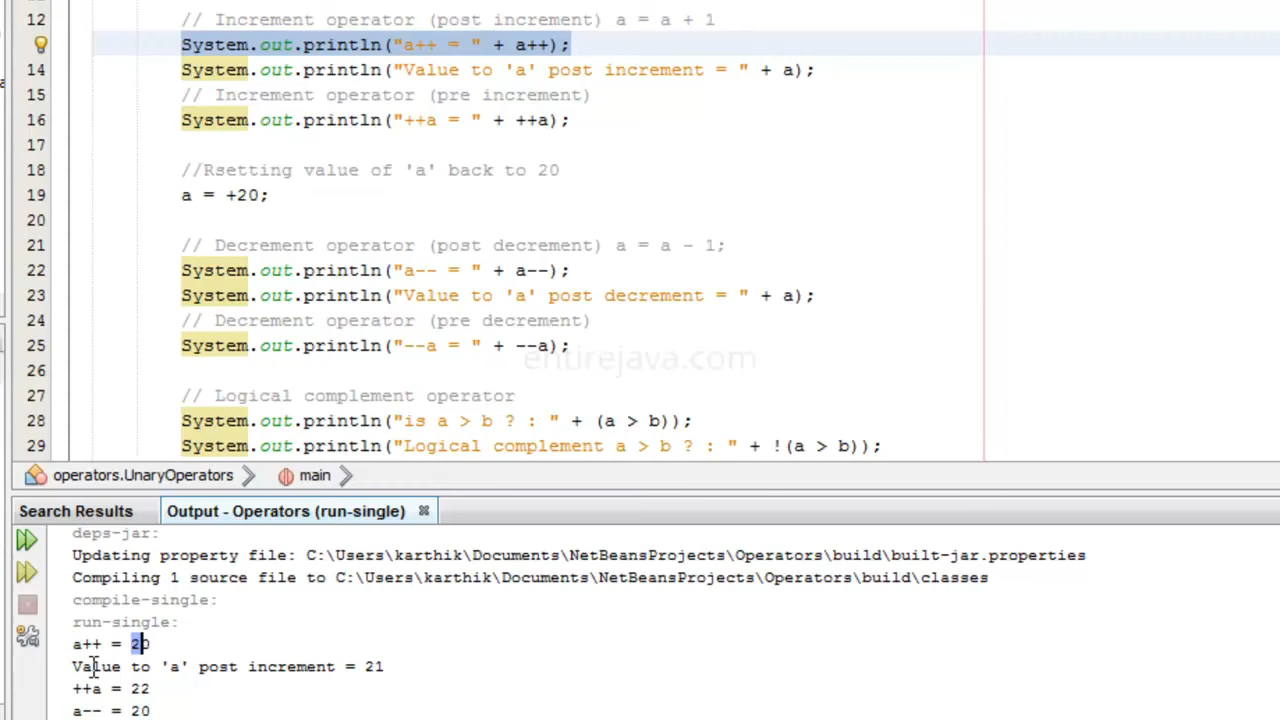 12 // Increment operator (post increment) a = a + 1
System.out.println("a++ = " + a++);
14 System.out.println("Value to 'a' post increment = " + a);
15 // Increment operator (pre increment)
16 System.out.println("++a = " + ++a);
17
18 //Rsetting value of 'a' back to 20
19 a = +20;
20
21 // Decrement operator (post decrement) a = a - 1;
22 System.out.println("a-- = " + a--);
23 System.out.println("Value to 'a' post decrement = " + a);
24 // Decrement operator (pre decrement)
25 System.out.println("--a = " + --a);
entirejava.com
26
27 // Logical complement operator
28 System.out.println("is a > b ? : " + (a > b));
29 System.out.println("Logical complement a > b ? : " + !(a > b));
operators.UnaryOperators main
Search Results Output - Operators (run-single)
deps-jar:
Updating property file: C:\Users\karthik\Documents\NetBeansProjects\Operators\build\built-jar.properties
Compiling 1 source file to C:\Users\karthik\Documents\NetBeansProjects\Operators\build\classes
compile-single:
run-single:
a++ = 20
Value to 'a' post increment = 21
++a = 22
a-- = 20